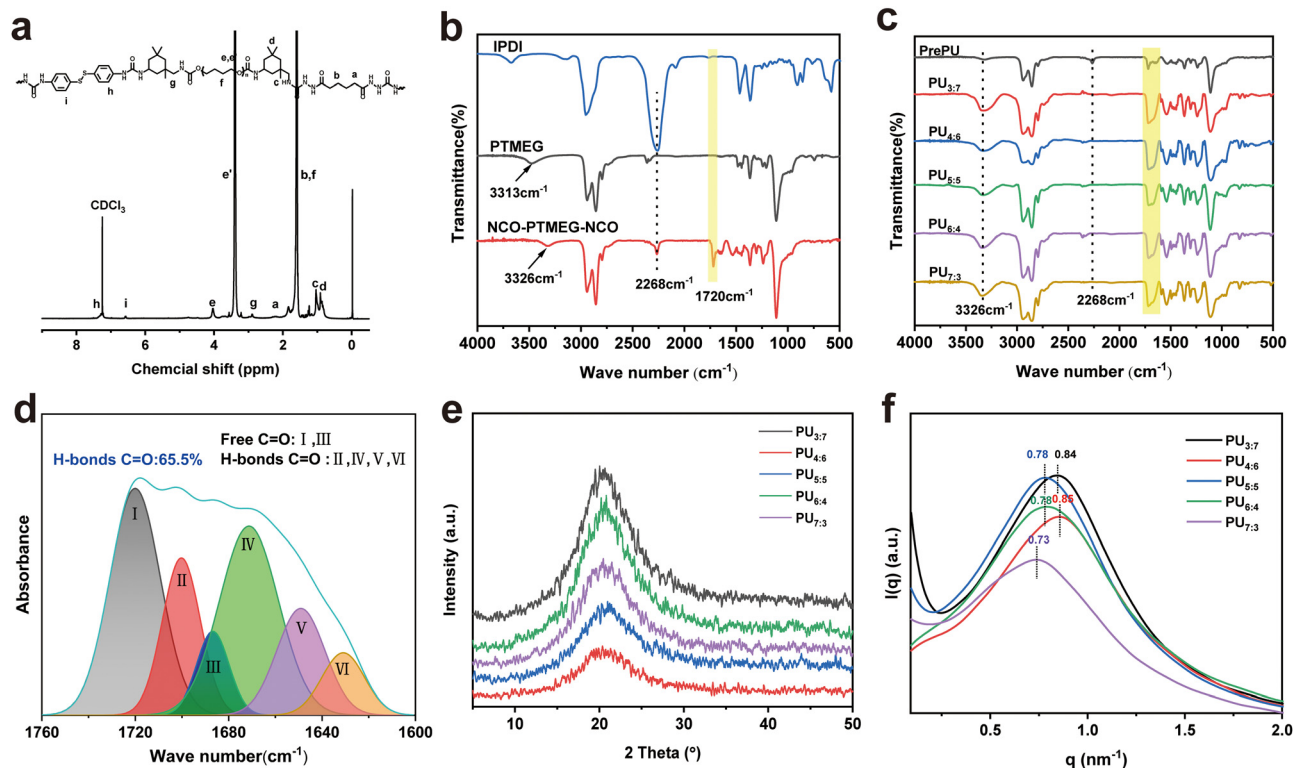 a
d
e,e'
b
a
f
c
g
i
h
CDCl₃
e'
b,f
h
i
e
g
a
c
d
8
6
4
2
0
Chemcial shift (ppm)
b
IPDI
PTMEG
3313cm⁻¹
NCO-PTMEG-NCO
3326cm⁻¹
2268cm⁻¹
1720cm⁻¹
Transmittance(%)
4000 3500 3000 2500 2000 1500 1000 500
Wave number (cm⁻¹)
c
PrePU
PU₃:₇
PU₄:₆
PU₅:₅
PU₆:₄
PU₇:₃
3326cm⁻¹
2268cm⁻¹
Transmittance(%)
4000 3500 3000 2500 2000 1500 1000 500
Wave number (cm⁻¹)
d
Free C=O: Ⅰ,Ⅲ
H-bonds C=O:65.5%
H-bonds C=O : Ⅱ,Ⅳ,Ⅴ,Ⅵ
Ⅰ
Ⅱ
Ⅲ
Ⅳ
Ⅴ
Ⅵ
Absorbance
1760 1720 1680 1640 1600
Wave number(cm⁻¹)
e
PU₃:₇
PU₄:₆
PU₅:₅
PU₆:₄
PU₇:₃
Intensity (a.u.)
10 20 30 40 50
2 Theta (°)
f
PU₃:₇
PU₄:₆
PU₅:₅
PU₆:₄
PU₇:₃
0.78
0.84
0.78
0.73
I(q) (a.u.)
0.5 1.0 1.5 2.0
q (nm⁻¹)